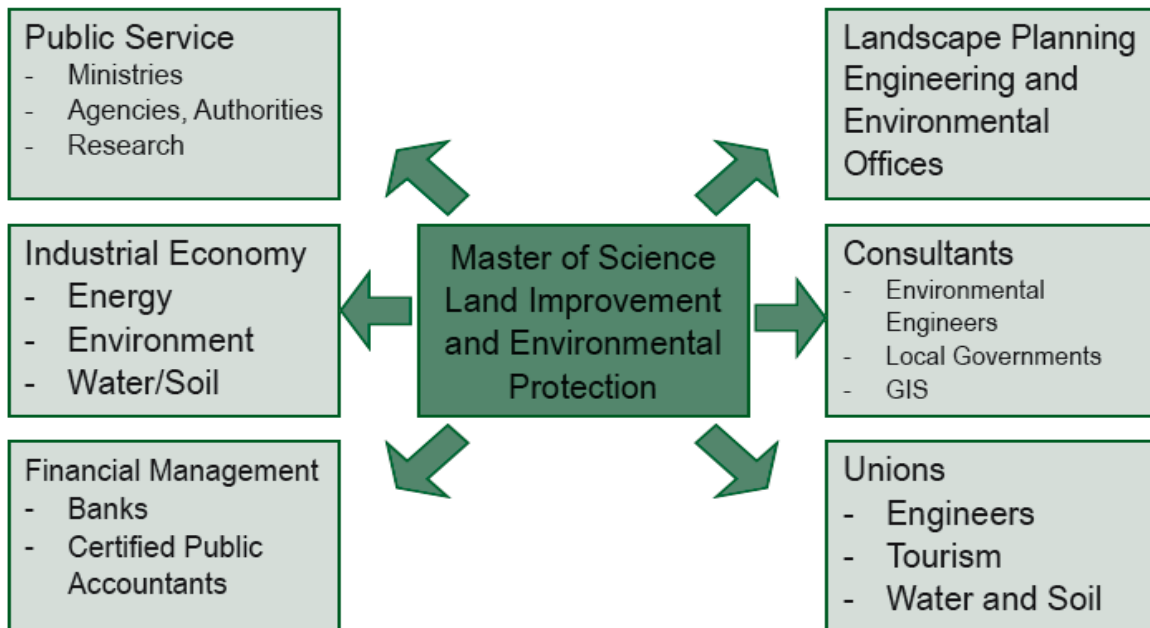 Public Service
- Ministries
- Agencies, Authorities
- Research
Landscape Planning
Engineering and
Environmental
Offices
Industrial Economy
- Energy
- Environment
- Water/Soil
Master of Science
Land Improvement
and Environmental
Protection
Consultants
- Environmental
Engineers
- Local Governments
- GIS
Financial Management
- Banks
- Certified Public
Accountants
Unions
- Engineers
- Tourism
- Water and Soil